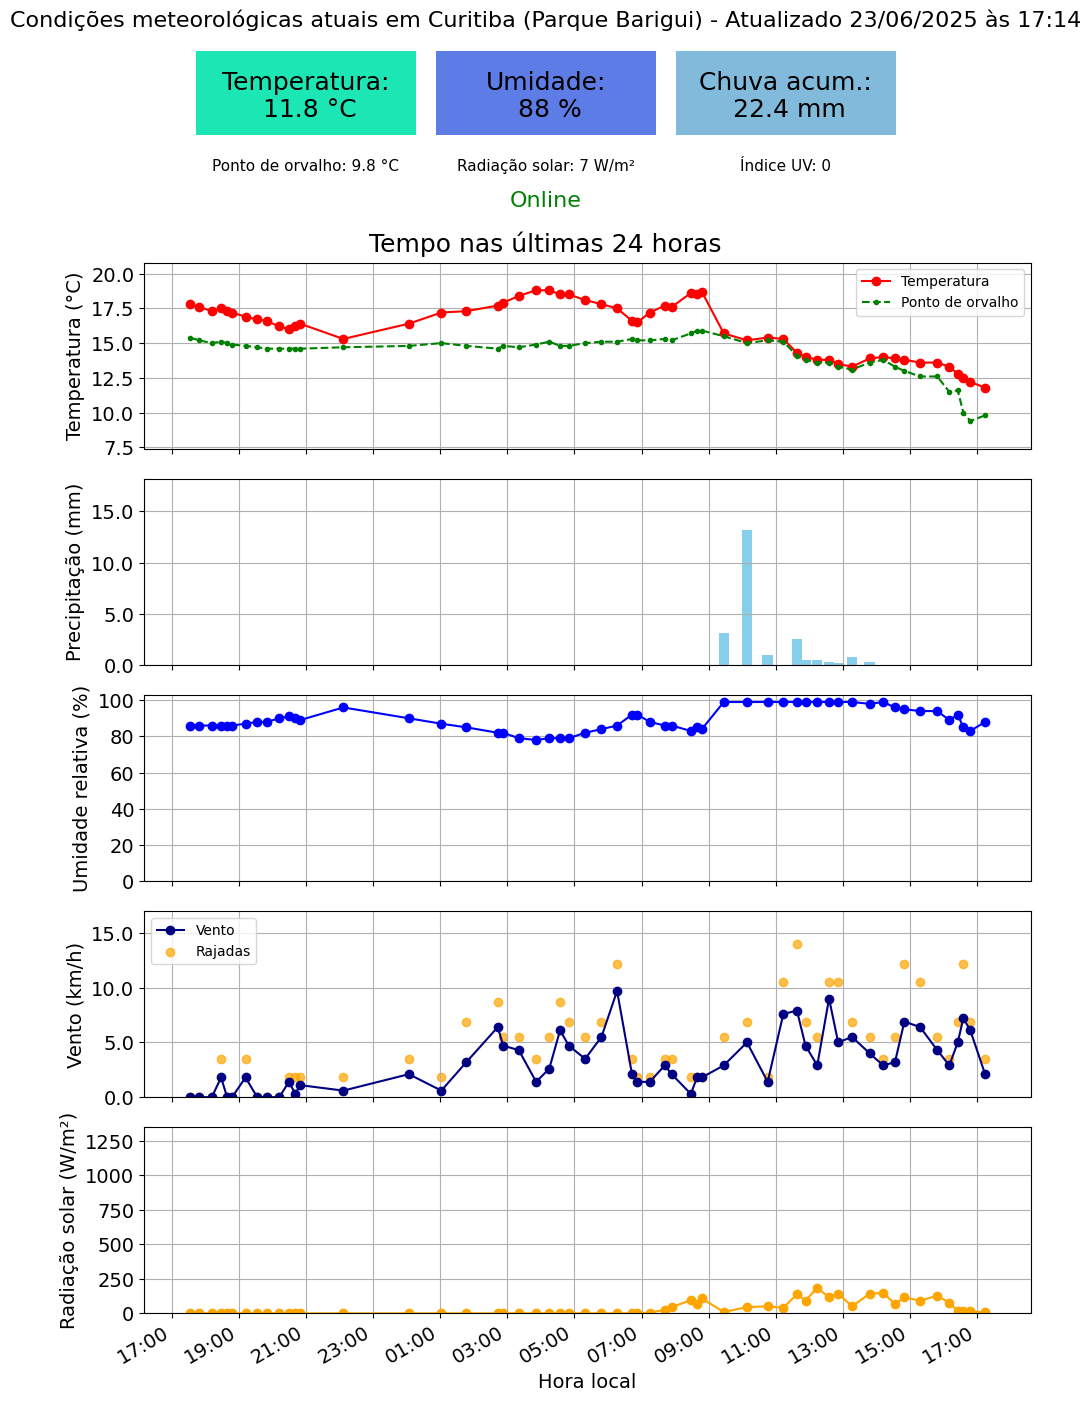 Condições meteorológicas atuais em Curitiba (Parque Barigui) - Atualizado 23/06/2025 às 17:14
Temperatura:
11.8 °C
Umidade:
88 %
Chuva acum.:
22.4 mm
Ponto de orvalho: 9.8 °C
Radiação solar: 7 W/m²
Índice UV: 0
Online
Tempo nas últimas 24 horas
Temperatura (°C)
20.0
17.5
15.0
12.5
10.0
7.5
Temperatura
Ponto de orvalho
Precipitação (mm)
15.0
10.0
5.0
0.0
Umidade relativa (%)
100
80
60
40
20
0
Vento (km/h)
15.0
10.0
5.0
0.0
Vento
Rajadas
Radiação solar (W/m²)
1250
1000
750
500
250
0
17:00
19:00
21:00
23:00
01:00
03:00
05:00
07:00
09:00
11:00
13:00
15:00
17:00
Hora local